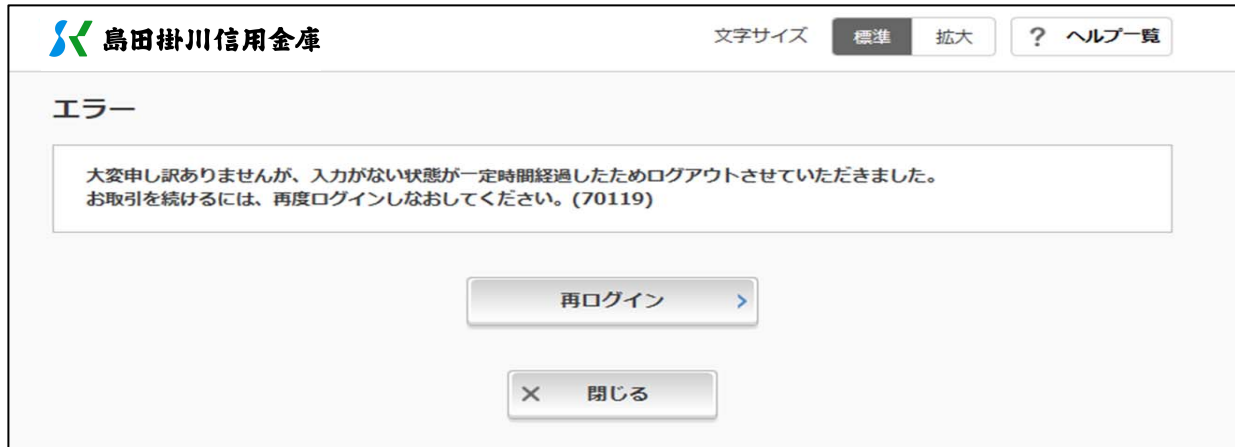 島田掛川信用金庫
文字サイズ 標準 拡大 ? ヘルプ一覧
エラー
大変申し訳ありませんが、入力がない状態が一定時間経過したためログアウトさせていただきました。
お取引を続けるには、再度ログインしなおしてください。(70119)
再ログイン
閉じる